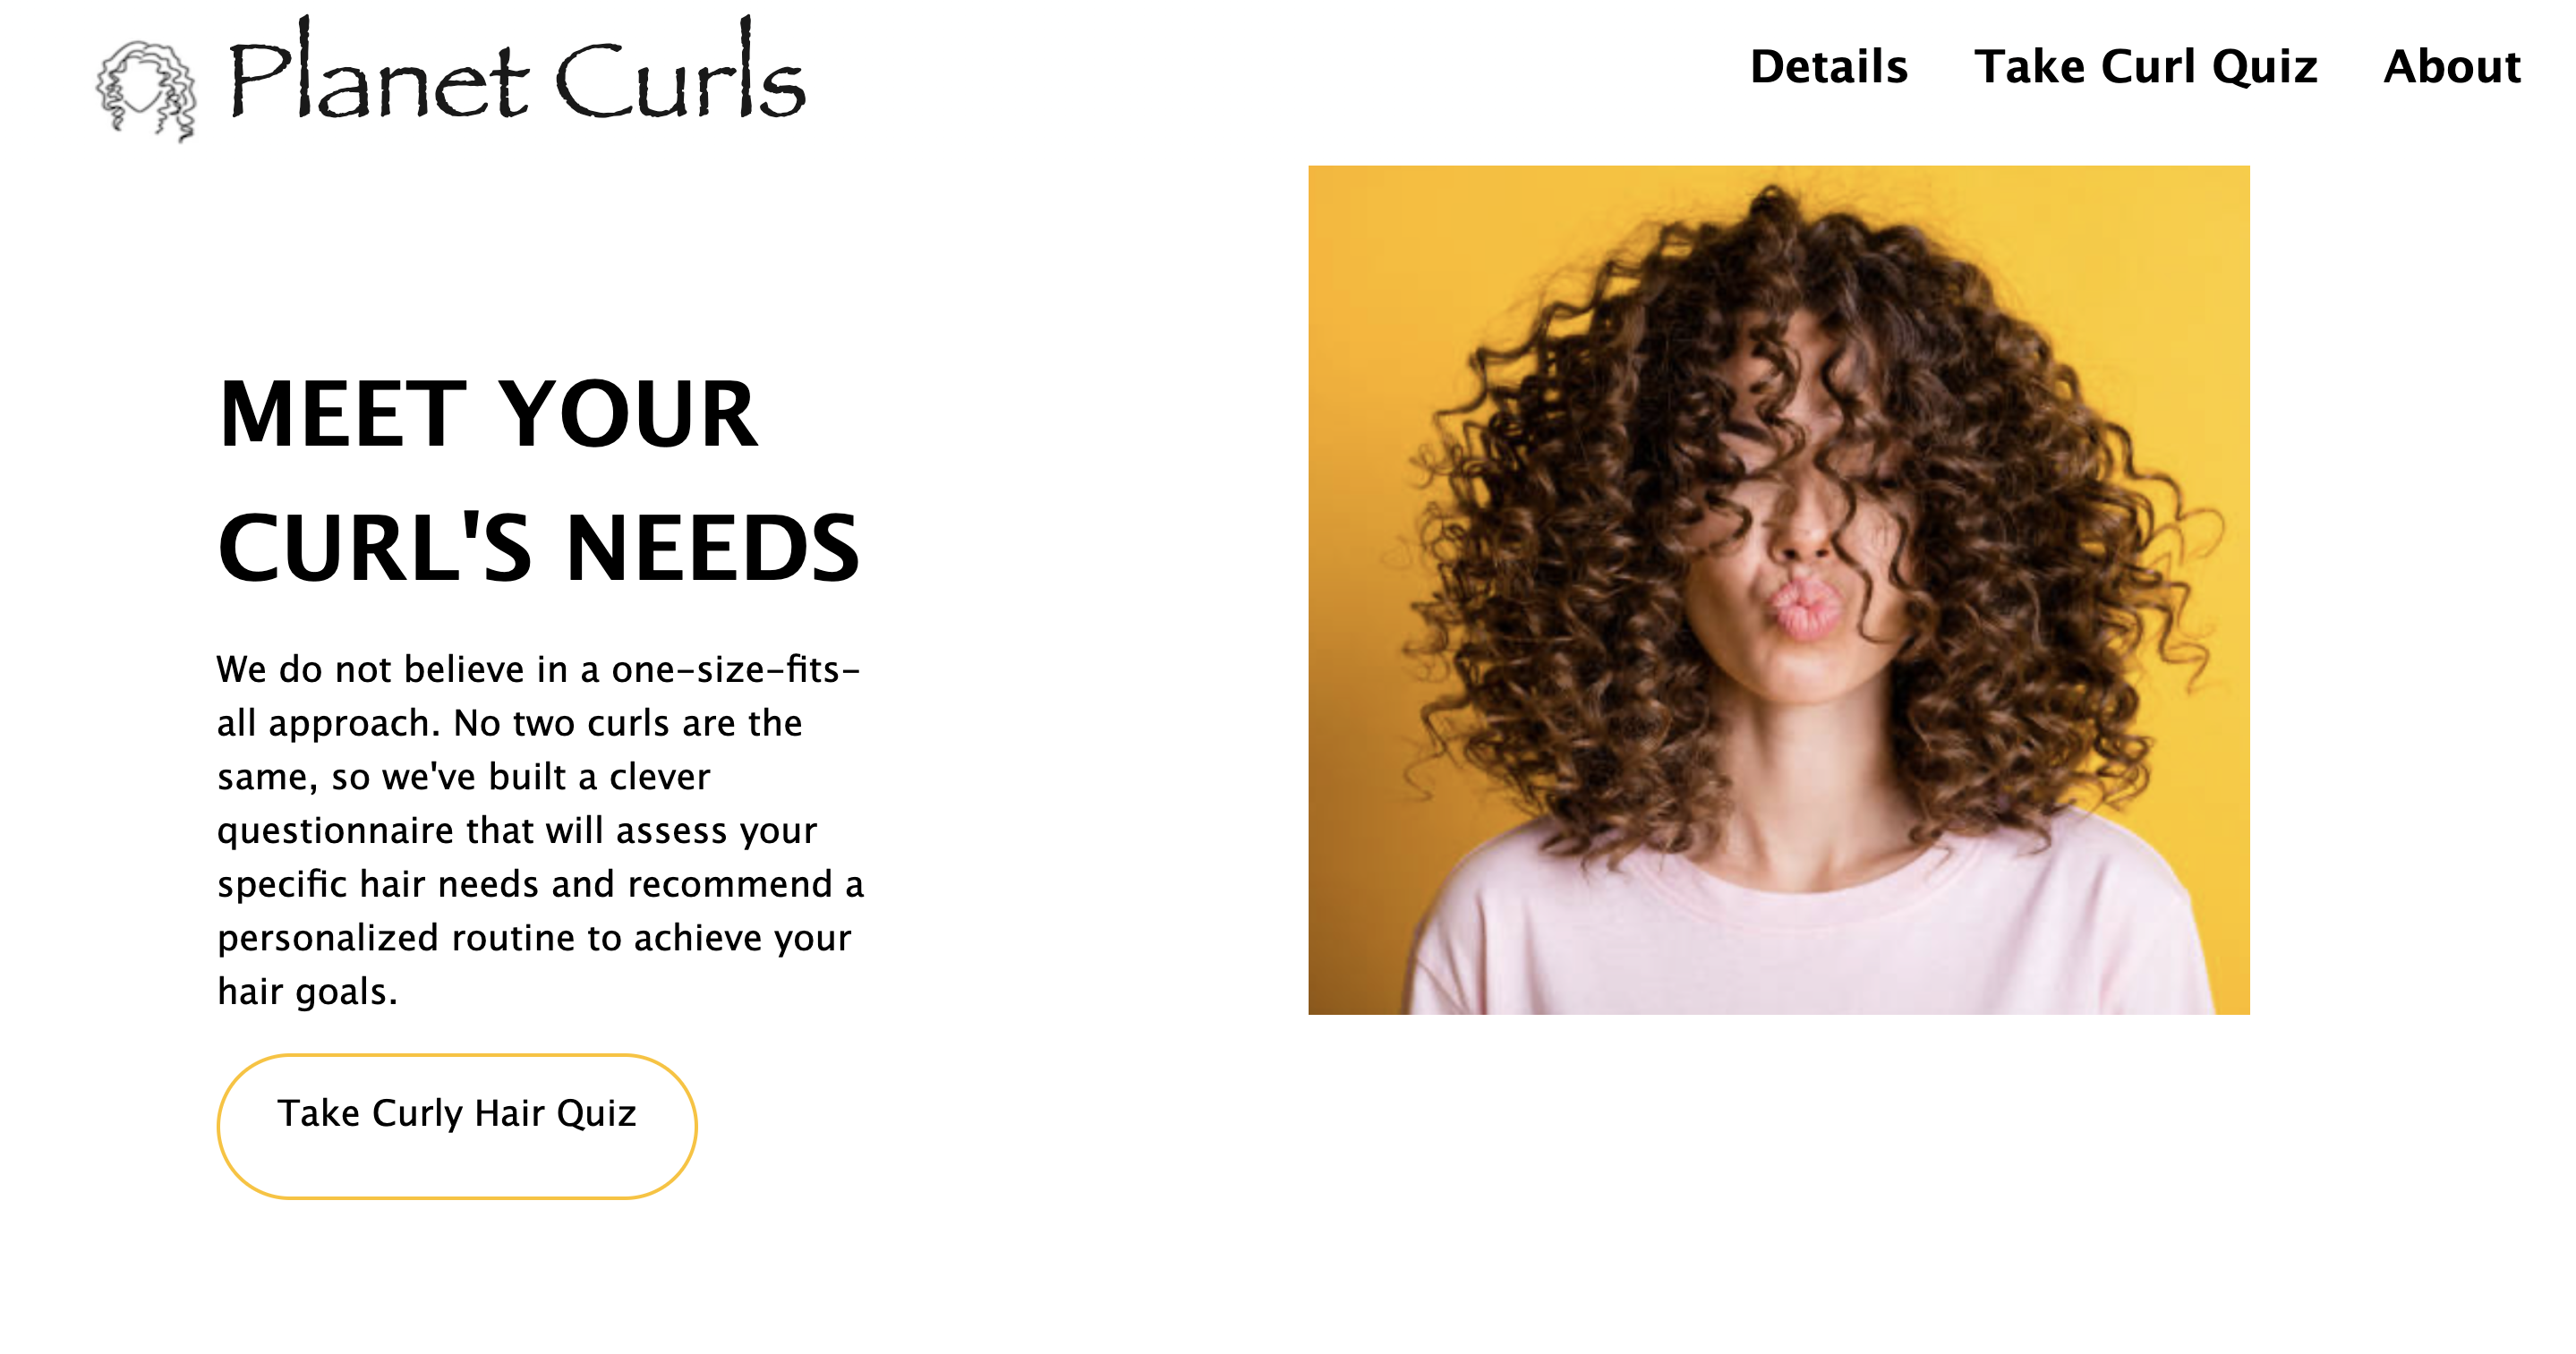 Planet Curls
Details
Take Curl Quiz
About
MEET YOUR
CURL'S NEEDS
We do not believe in a one-size-fits-
all approach. No two curls are the
same, so we've built a clever
questionnaire that will assess your
specific hair needs and recommend a
personalized routine to achieve your
hair goals.
Take Curly Hair Quiz